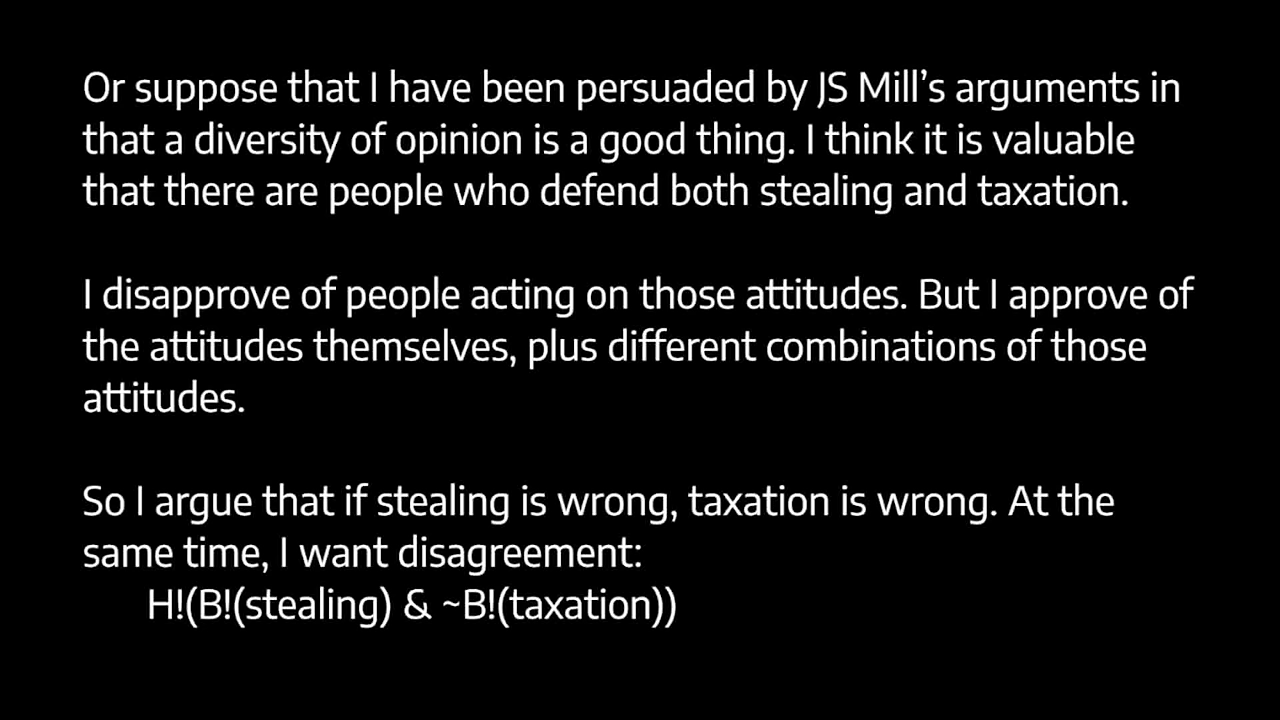 Or suppose that I have been persuaded by JS Mill’s arguments in
that a diversity of opinion is a good thing. I think it is valuable
that there are people who defend both stealing and taxation.
I disapprove of people acting on those attitudes. But I approve of
the attitudes themselves, plus different combinations of those
attitudes.
So I argue that if stealing is wrong, taxation is wrong. At the
same time, I want disagreement:
H!(B!(stealing) & ~B!(taxation))